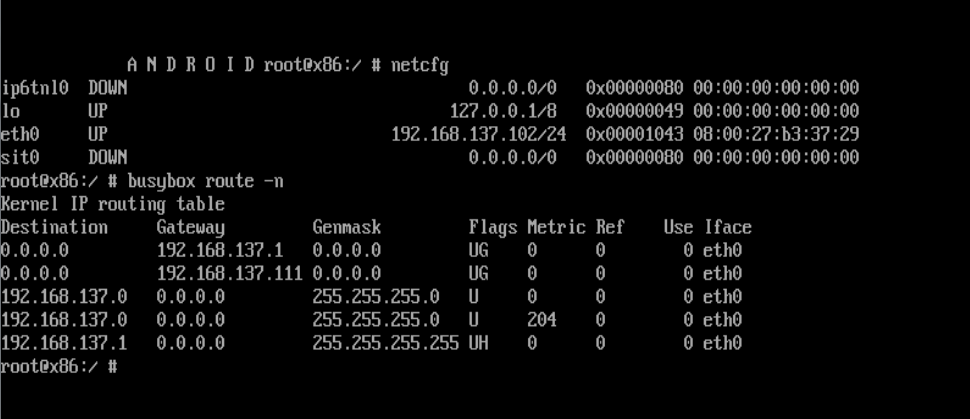 A N D R O I D root@x86:/ # netcfg
ip6tnl0 DOWN 0.0.0.0/0 0x00000080 00:00:00:00:00:00
lo UP 127.0.0.1/8 0x00000049 00:00:00:00:00:00
eth0 UP 192.168.137.102/24 0x00001043 08:00:27:b3:37:29
sit0 DOWN 0.0.0.0/0 0x00000080 00:00:00:00:00:00
root@x86:/ # busybox route -n
Kernel IP routing table
Destination Gateway Genmask Flags Metric Ref Use Iface
0.0.0.0 192.168.137.1 0.0.0.0 UG 0 0 0 eth0
0.0.0.0 192.168.137.111 0.0.0.0 UG 0 0 0 eth0
192.168.137.0 0.0.0.0 255.255.255.0 U 0 0 0 eth0
192.168.137.0 0.0.0.0 255.255.255.0 U 204 0 0 eth0
192.168.137.1 0.0.0.0 255.255.255.255 UH 0 0 0 eth0
root@x86:/ #